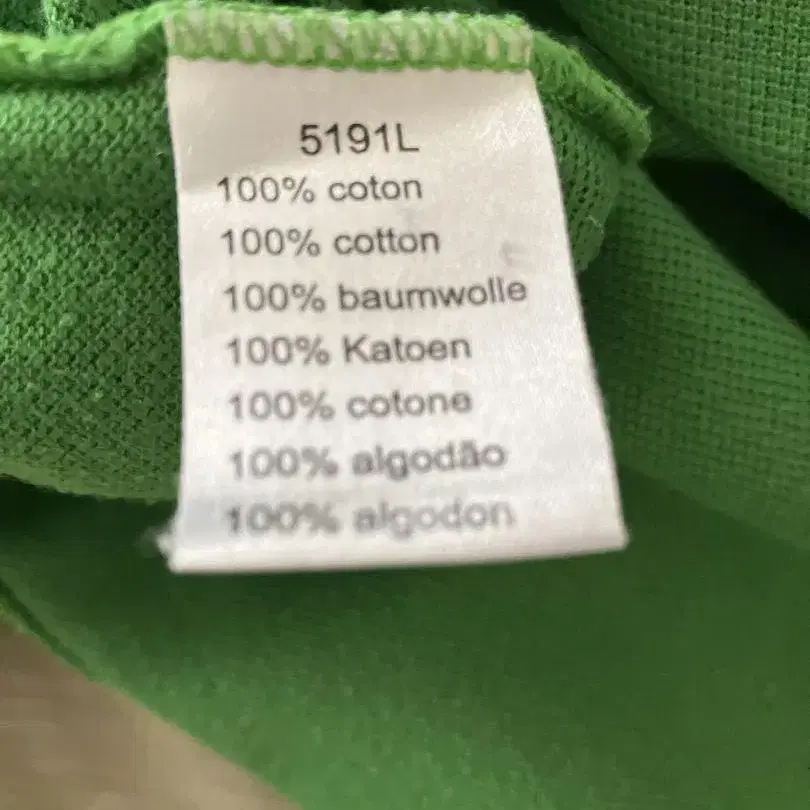 5191L
100% coton
100% cotton
100% baumwolle
100% Katoen
100% cotone
100% algodão
100% algodon